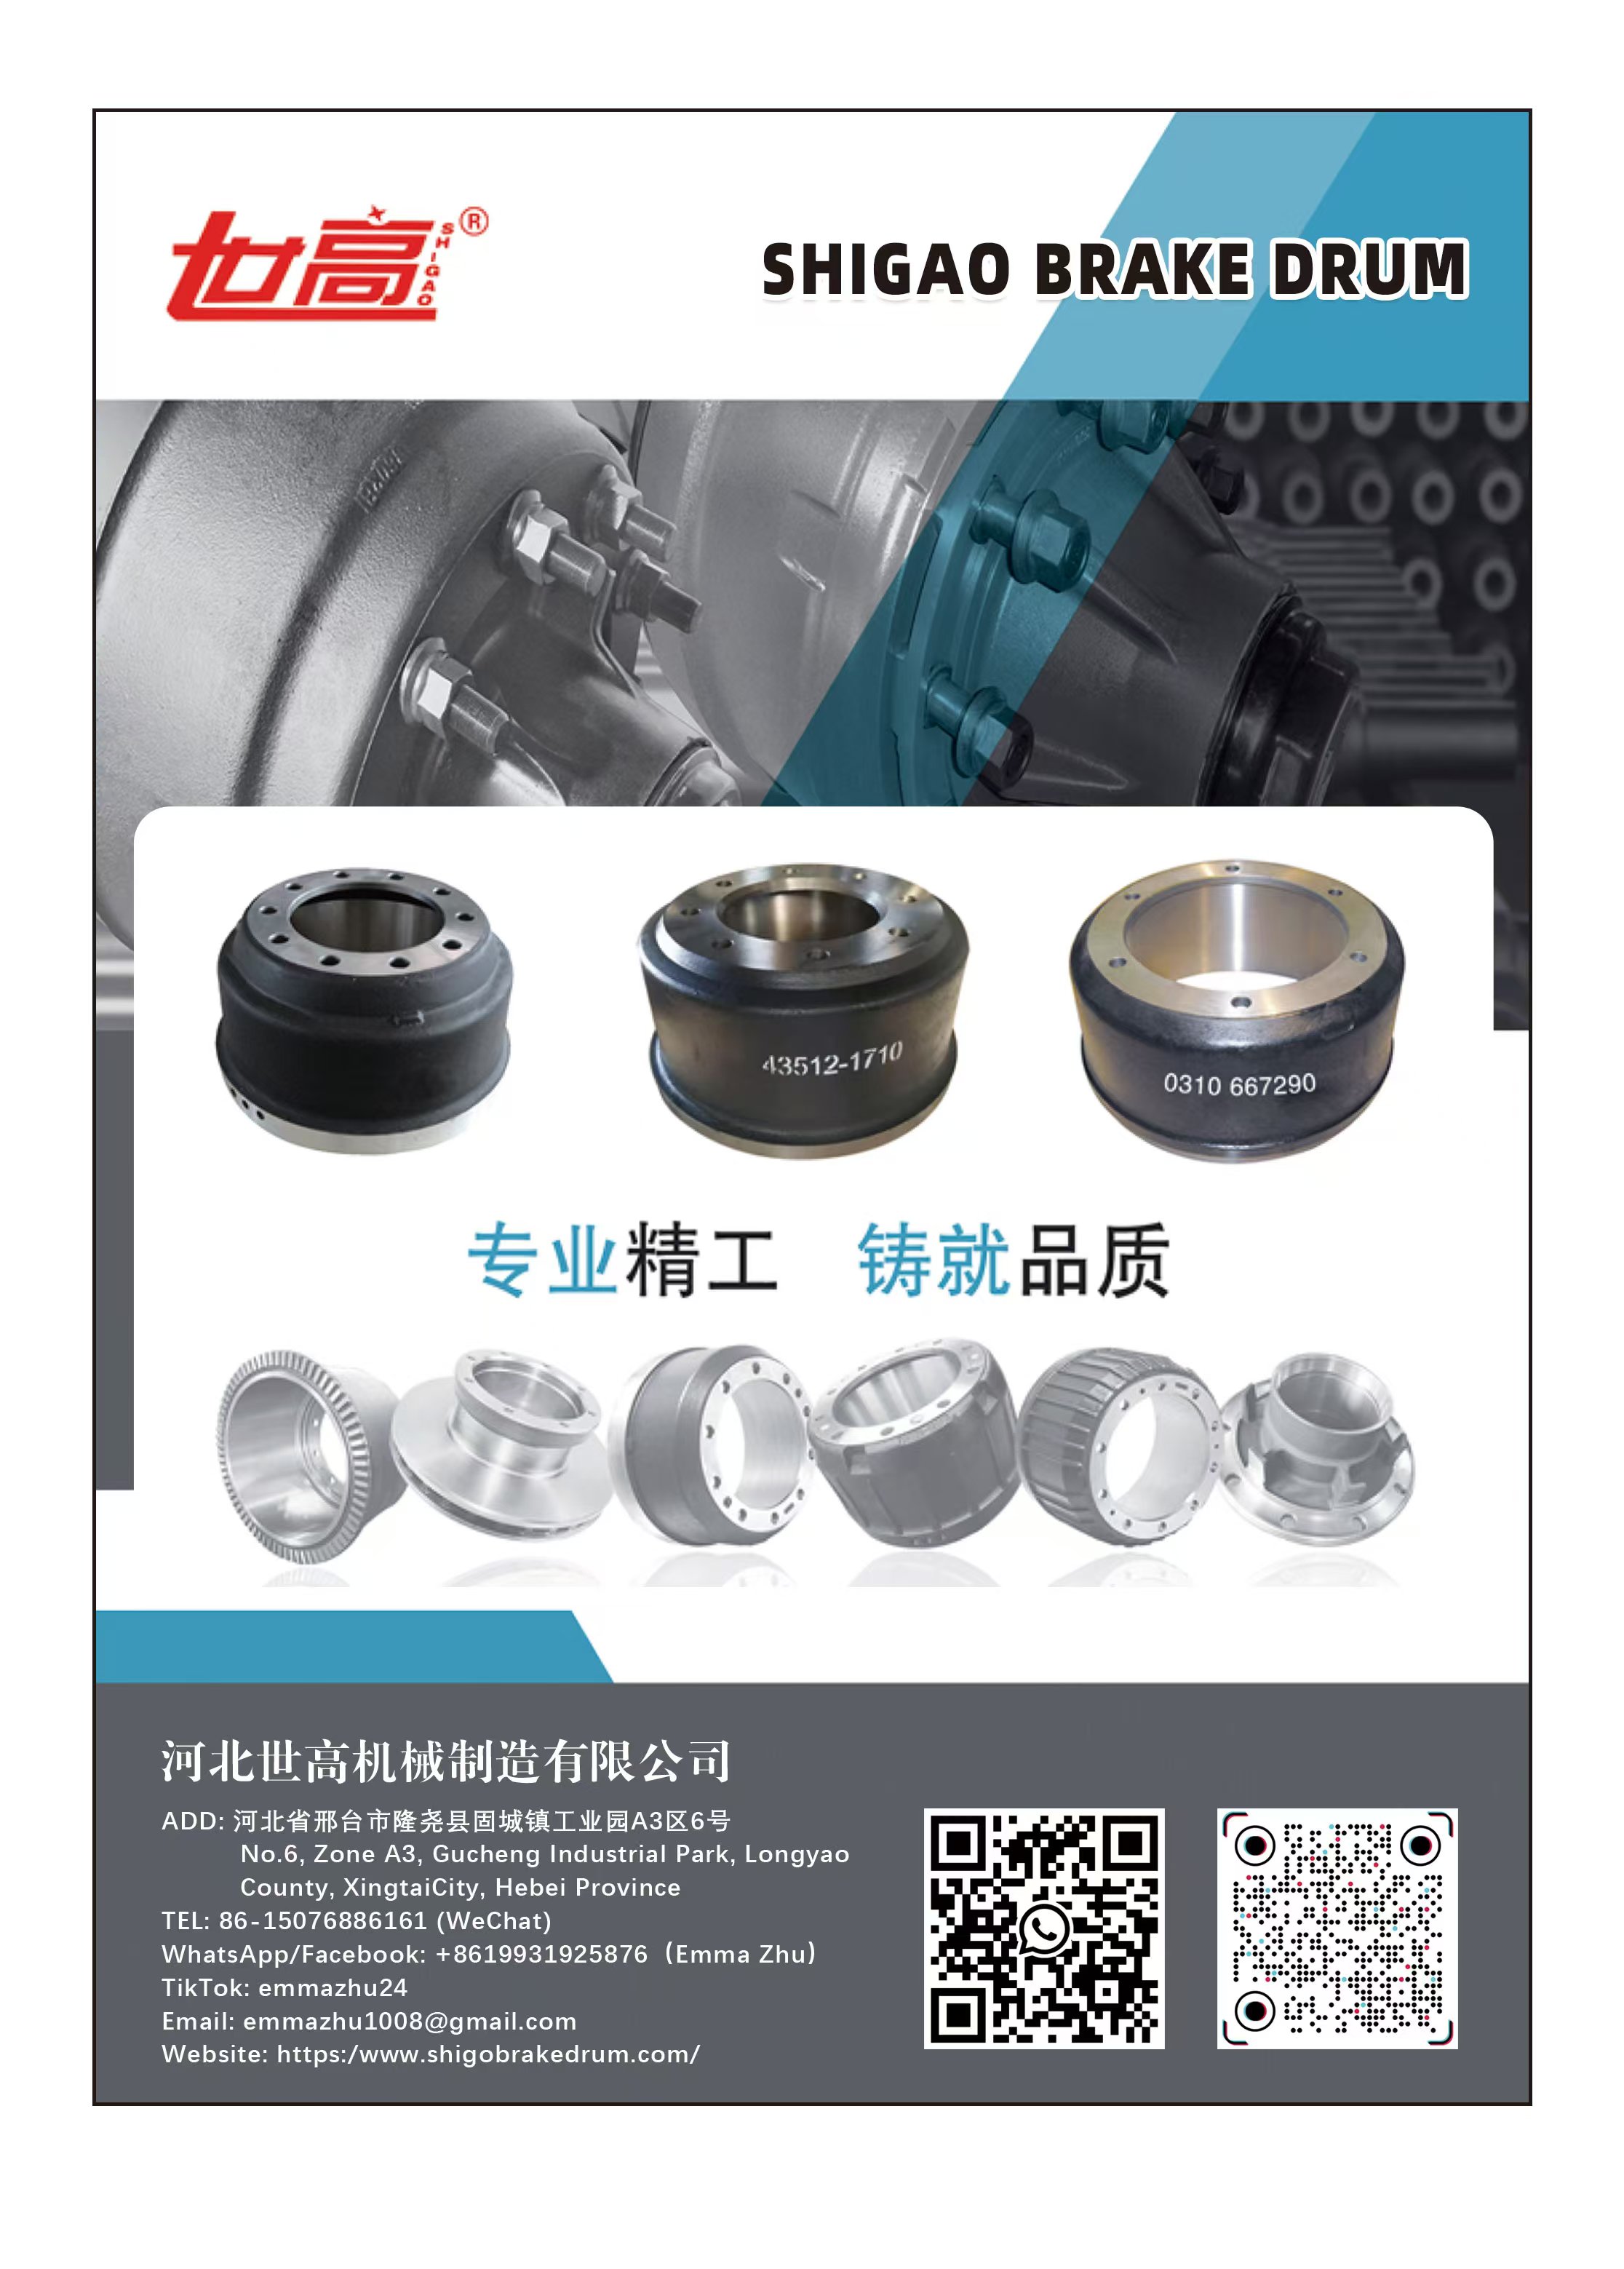 世高
SHIGAO
®
SHIGAO BRAKE DRUM
43512-1710
0310 667290
专业精工 铸就品质
河北世高机械制造有限公司
ADD: 河北省邢台市隆尧县固城镇工业园A3区6号
No.6, Zone A3, Gucheng Industrial Park, Longyao
County, XingtaiCity, Hebei Province
TEL: 86-15076886161 (WeChat)
WhatsApp/Facebook: +8619931925876（Emma Zhu）
TikTok: emmazhu24
Email: emmazhu1008@gmail.com
Website: https:/www.shigobrakedrum.com/